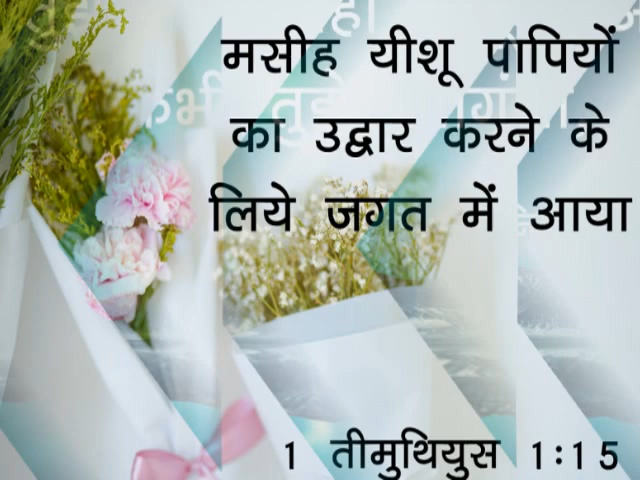 मसीह यीशू पापियों
का उद्वार करने के
लिये जगत में आया
1 तीमुथियुस 1:15